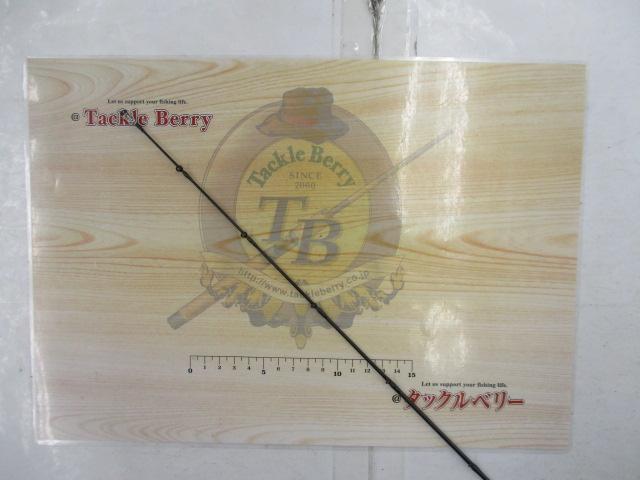 Let us support your fishing life.
@ Tackle Berry
Tackle Berry
SINCE
2000
TB
http://www.tackleberry.co.jp
0 1 2 3 4 5 6 7 8 9 10 11 12 13 14 15
Let us support your fishing life.
@ タックルベリー